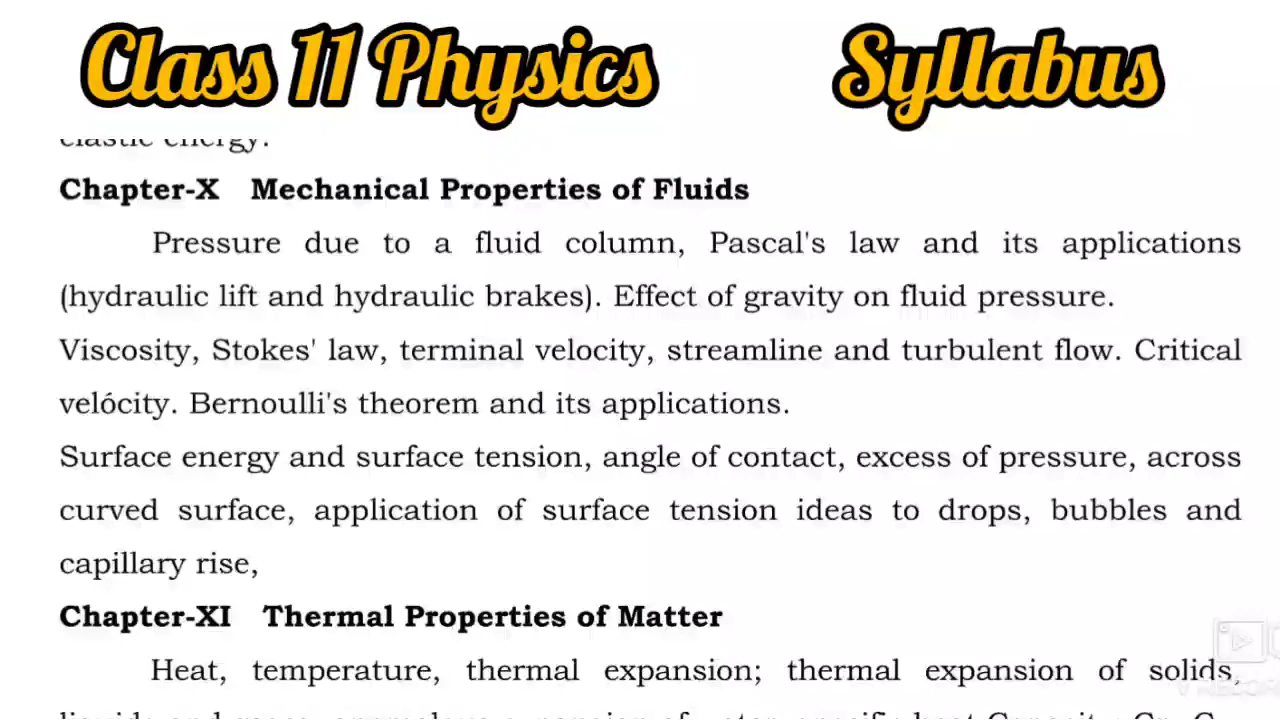 Class 11 Physics Syllabus
elastic energy.
Chapter-X Mechanical Properties of Fluids
Pressure due to a fluid column, Pascal's law and its applications
(hydraulic lift and hydraulic brakes). Effect of gravity on fluid pressure.
Viscosity, Stokes' law, terminal velocity, streamline and turbulent flow. Critical
velócity. Bernoulli's theorem and its applications.
Surface energy and surface tension, angle of contact, excess of pressure, across
curved surface, application of surface tension ideas to drops, bubbles and
capillary rise,
Chapter-XI Thermal Properties of Matter
Heat, temperature, thermal expansion; thermal expansion of solids,